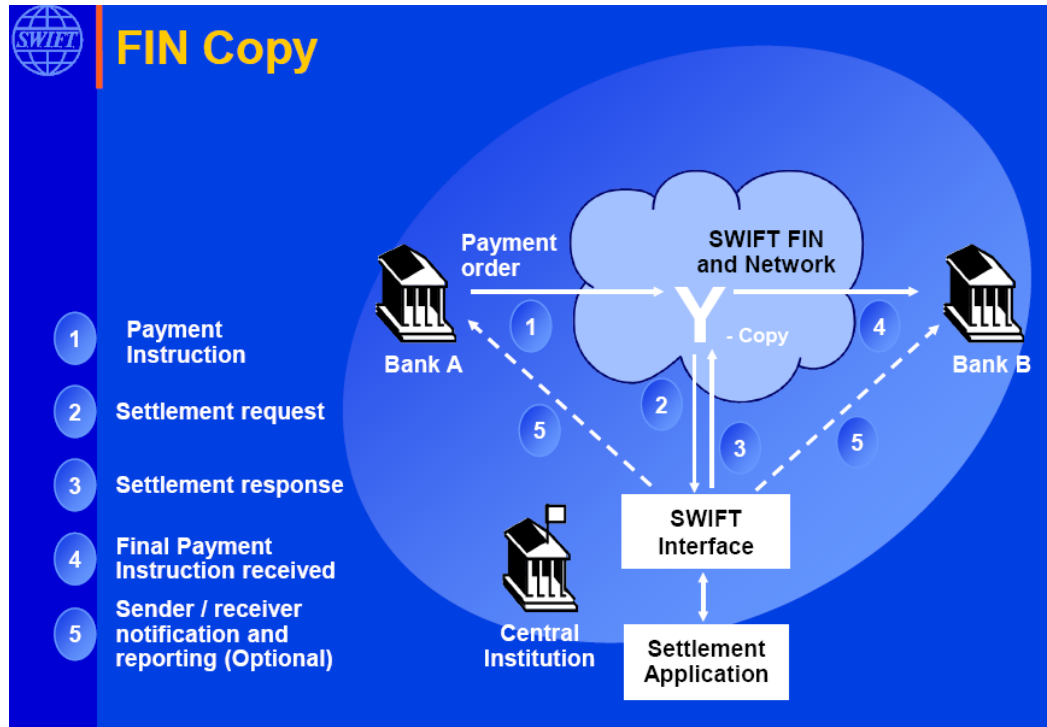 SWIFT
FIN Copy
Payment
order
SWIFT FIN
and Network
Y
- Copy
1
4
Bank A
Bank B
2
3
5
5
SWIFT
Interface
Central
Institution
Settlement
Application
1
Payment
Instruction
2
Settlement request
3
Settlement response
4
Final Payment
Instruction received
5
Sender / receiver
notification and
reporting (Optional)